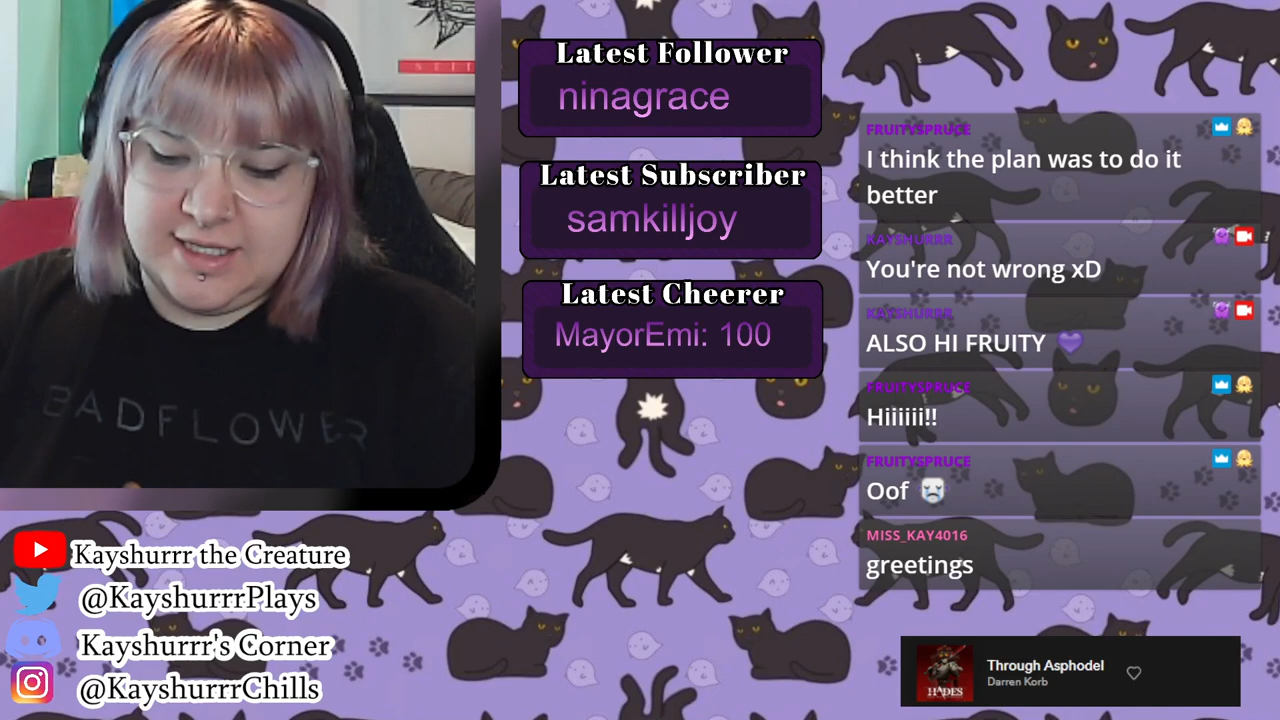 BADFLOWER
Latest Follower
ninagrace
Latest Subscriber
samkilljoy
Latest Cheerer
MayorEmi: 100
FRUITYSPRUCE
I think the plan was to do it
better
KAYSHURRR
You're not wrong xD
KAYSHURRR
ALSO HI FRUITY 💜
FRUITYSPRUCE
Hiiiiii!!
FRUITYSPRUCE
Oof 😿
MISS_KAY4016
greetings
Kayshurrr the Creature
@KayshurrrPlays
Kayshurrr's Corner
@KayshurrrChills
HADES
Through Asphodel
Darren Korb